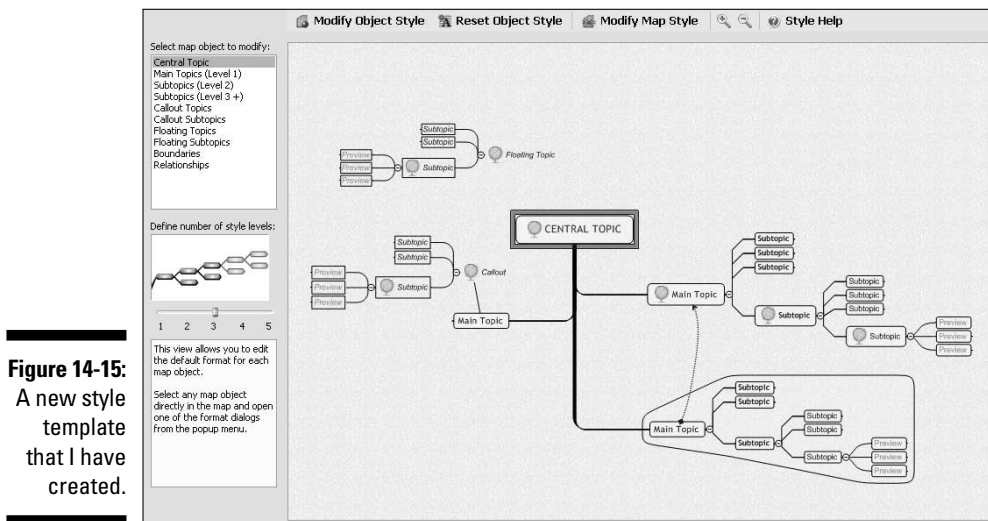 Modify Object Style Reset Object Style Modify Map Style Style Help
Select map object to modify:
Central Topic
Main Topics (Level 1)
Subtopics (Level 2)
Subtopics (Level 3 +)
Callout Topics
Callout Subtopics
Floating Topics
Floating Subtopics
Boundaries
Relationships
Define number of style levels:
1 2 3 4 5
This view allows you to edit
the default format for each
map object.
Select any map object
directly in the map and open
one of the format dialogs
from the popup menu.
Subtopic
Subtopic
Floating Topic
Preview
Preview
Preview
Subtopic
CENTRAL TOPIC
Subtopic
Subtopic
Callout
Preview
Preview
Preview
Subtopic
Main Topic
Subtopic
Subtopic
Subtopic
Main Topic
Subtopic
Subtopic
Subtopic
Subtopic
Subtopic
Preview
Preview
Preview
Subtopic
Subtopic
Main Topic
Subtopic
Subtopic
Subtopic
Subtopic
Preview
Preview
Preview
Figure 14-15:
A new style
template
that I have
created.